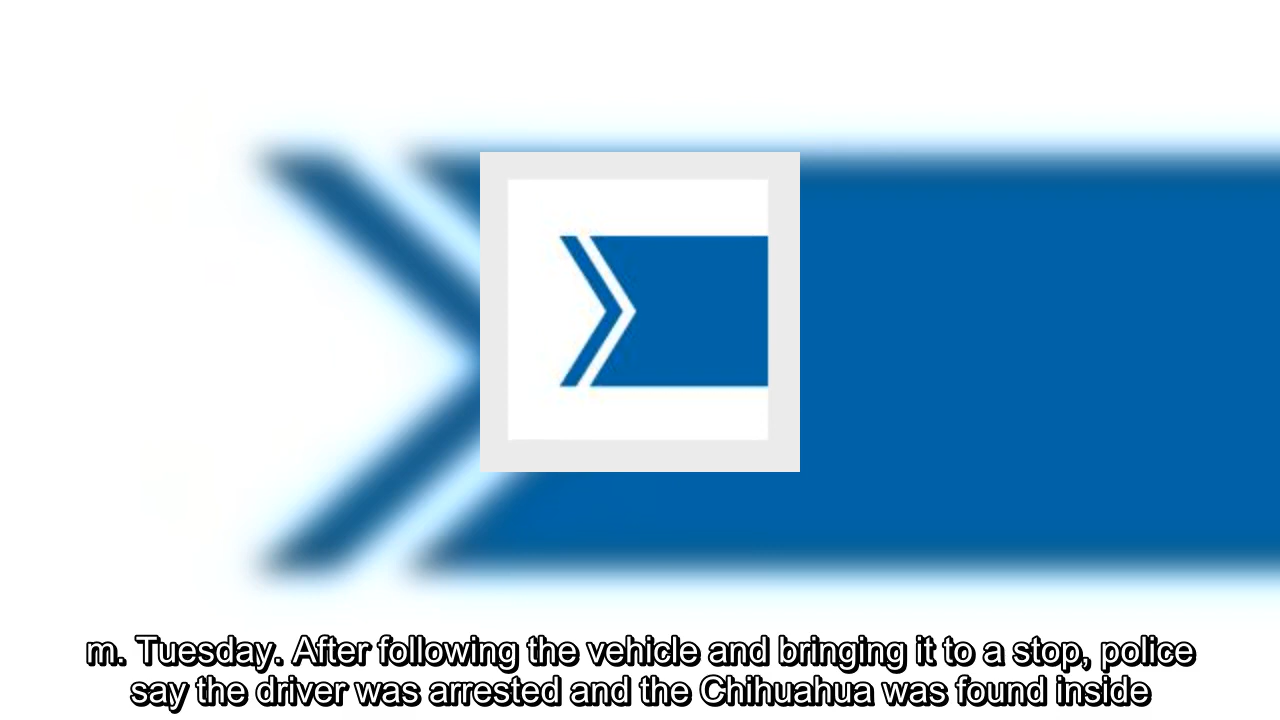 m. Tuesday. After following the vehicle and bringing it to a stop, police
say the driver was arrested and the Chihuahua was found inside